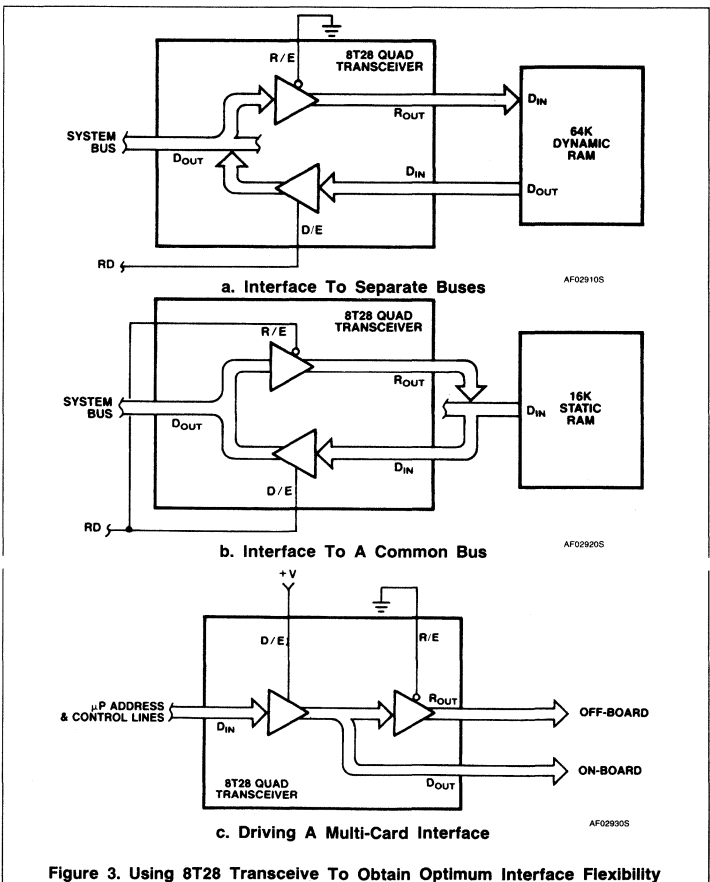 R/E
8T28 QUAD
TRANSCEIVER
SYSTEM
BUS
DOUT
ROUT
DIN
DIN
DOUT
64K
DYNAMIC
RAM
D/E
RD
a. Interface To Separate Buses
AF02910S
8T28 QUAD
TRANSCEIVER
R/E
ROUT
SYSTEM
BUS
DOUT
DIN
16K
STATIC
RAM
DIN
D/E
RD
b. Interface To A Common Bus
AF02920S
+V
D/E
R/E
µP ADDRESS
& CONTROL LINES
DIN
ROUT
OFF-BOARD
ON-BOARD
DOUT
8T28 QUAD
TRANSCEIVER
c. Driving A Multi-Card Interface
AF02930S
Figure 3. Using 8T28 Transceive To Obtain Optimum Interface Flexibility